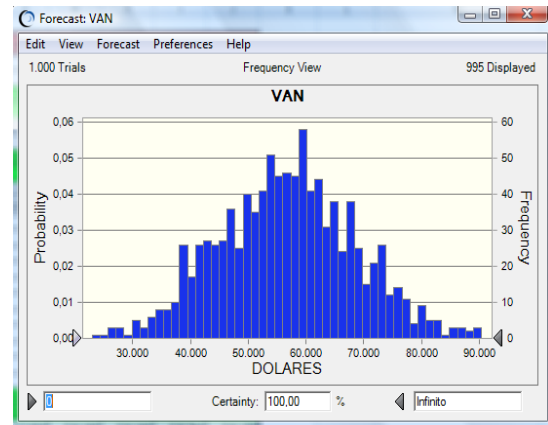 Forecast: VAN
Edit View Forecast Preferences Help
1.000 Trials Frequency View 995 Displayed
VAN
0,06 60
0,05 50
0,04 40
0,03 30
0,02 20
0,01 10
0,00 0
Probability
Frequency
30.000 40.000 50.000 60.000 70.000 80.000 90.000
DOLARES
0 Certainty: 100,00 % Infinito